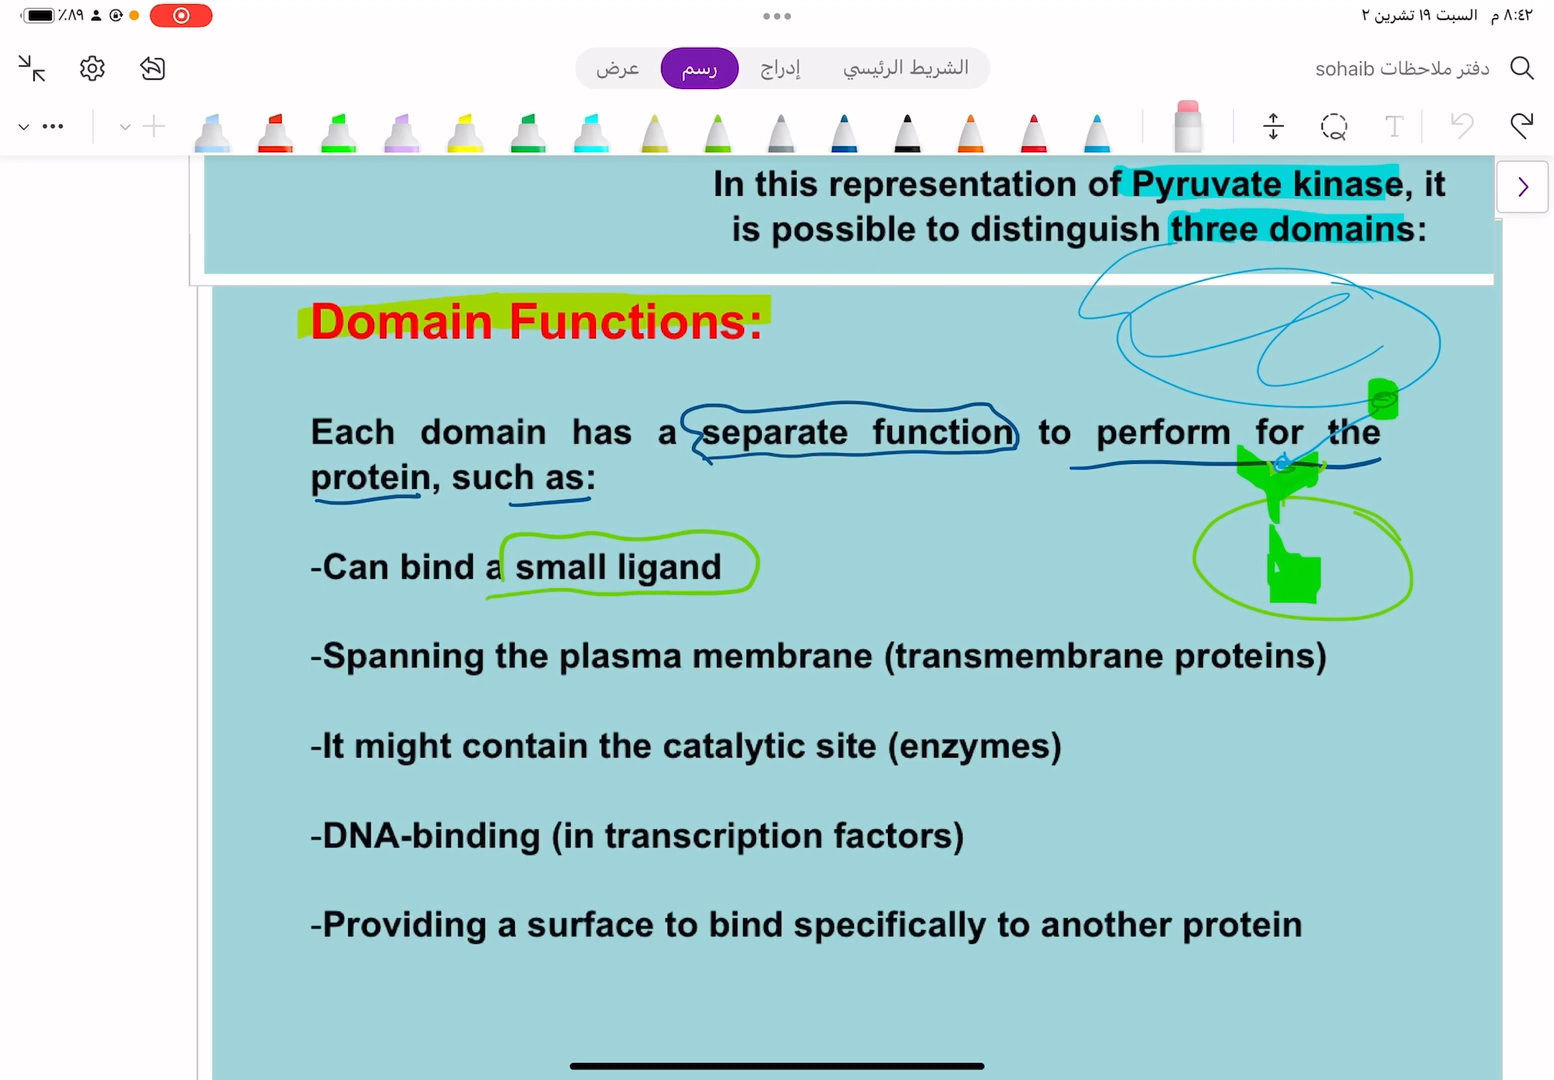 ٪٨٩
٨:٤٢ م السبت ١٩ تشرين ٢
عرض
رسم
إدراج
الشريط الرئيسي
دفتر ملاحظات sohaib
T
In this representation of Pyruvate kinase, it
is possible to distinguish three domains:
Domain Functions:
Each domain has a separate function to perform for the
protein, such as:
-Can bind a small ligand
-Spanning the plasma membrane (transmembrane proteins)
-It might contain the catalytic site (enzymes)
-DNA-binding (in transcription factors)
-Providing a surface to bind specifically to another protein